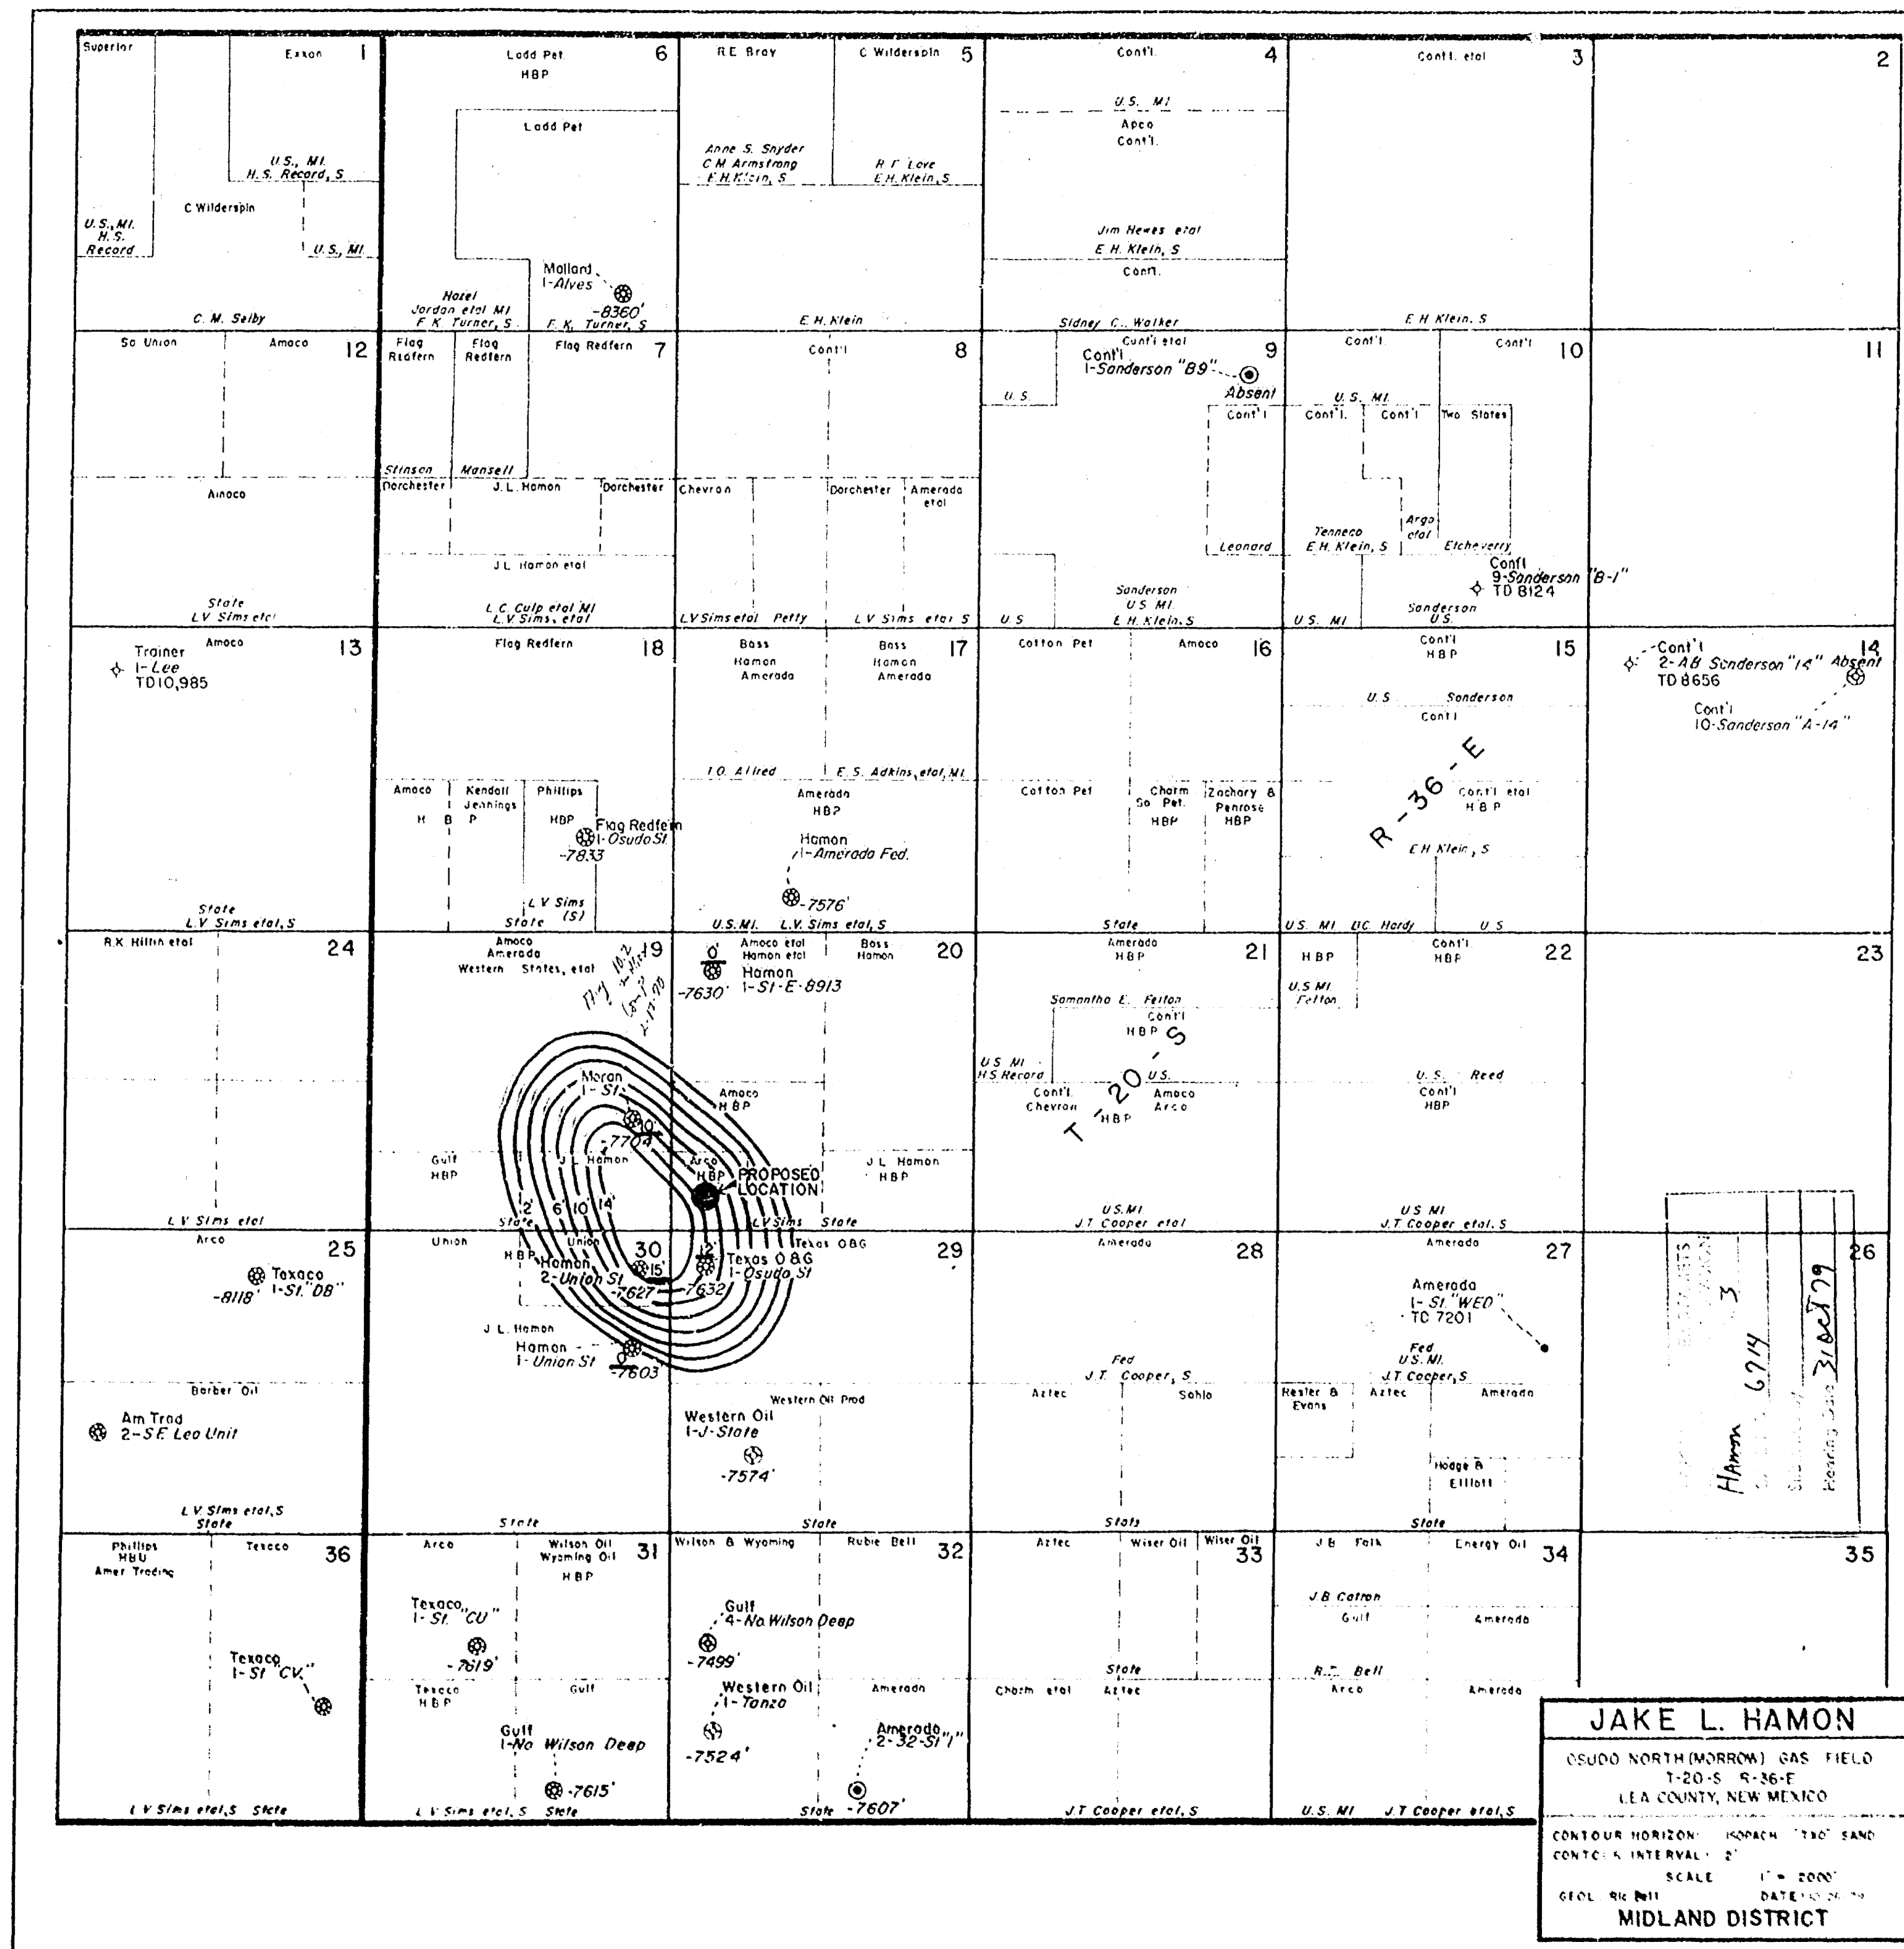 Superior
Exxon
1
U.S., MI.
H.S. Record, S
C Wilderspin
U.S., MI.
H.S.
Record
U.S., MI
C. M. Selby
Ladd Pet.
HBP
6
Ladd Pet
Mallard
1-Alves
-8360'
Hazel
Jordan etal MI
F. K. Turner, S
F. K. Turner, S
R.E. Bray
C Wilderspin
5
Anne S. Snyder
C M Armstrong
E.H. Klein, S
R F Love
E.H. Klein, S
E.H. Klein
Cont'l.
4
U.S. MI
Apco
Cont'l.
Jim Hewes etal
E H. Klein, S
Cont'l.
Sidney C. Walker
Cont'l. etal
3
E H Klein. S
2
So Union
Amoco
12
Amoco
State
L V Sims etal
Flag
Redfern
Flag
Redfern
Flag Redfern
7
Stinson
Mansell
Dorchester
J. L. Hamon
Dorchester
J. L. Hamon etal
L. C. Culp etal MI
L.V. Sims, etal
Cont'l
8
Chevron
Dorchester
Amerada
etal
L V Sims etal Petty
L V Sims etal S
Cont'l etal
9
Cont'l
1-Sanderson "B9"
Absent
U.S.
Cont'l
Leonard
Sanderson
U.S. MI.
E H. Klein, S
U S
Cont'l.
Cont'l
10
U.S. MI.
Cont'l.
Cont'l
Two States
Tenneco
E.H. Klein, S
Argo
etal
Etcheverry
Cont'l
9-Sanderson "B-1"
TD 8124
Sanderson
U.S.
U.S. MI
11
Trainer
1-Lee
TD10,985
Amoco
13
State
L.V Sims etal, S
Flag Redfern
18
Amoco
Kendall
Jennings
Phillips
H B P
HBP
Flag Redfern
1-Osudo St.
-7833
L V Sims
(S)
State
Bass
Hamon
Amerada
Bass
Hamon
Amerada
17
I.O. Allred
E. S. Adkins, etal, MI
Amerada
HBP
Hamon
1-Amerada Fed.
-7576'
U.S. MI. L.V. Sims etal, S
Cotton Pet
Amoco
16
Cotton Pet
Charm
So Pet.
HBP
Zachary &
Penrose
HBP
State
Cont'l
HBP
15
U.S Sanderson
Cont'l
R - 36 - E
Cont'l etal
H B P
E H Klein, S
U.S. MI
D.C. Hardy
U S
Cont'l
2-AB Sanderson "14"
TD 8656
Absent
14
Cont'l
10-Sanderson "A-14"
R.K. Hillin etal
24
L V Sims etal
Amoco
Amerada
Western States, etal
19
Moran
1-St.
10'
-7704'
Gulf
HBP
J L Hamon
2' 6' 10' 14'
State
0'
Amoco etal
Hamon etal
Bass
Hamon
20
Hamon
1-St-E-8913
-7630'
Amoco
HBP
Arco
HBP
PROPOSED
LOCATION
J L Hamon
HBP
L V Sims State
Amerada
HBP
21
Samantha E. Felton
Cont'l
HBP
U.S MI
H.S Record
U.S.
T - 20 - S
Cont'l.
Chevron
HBP
Amoco
Arco
U.S.MI.
J.T. Cooper etal
HBP
Cont'l.
HBP
22
U.S MI.
Felton
U.S. Reed
Cont'l
HBP
U.S MI
J.T. Cooper etal. S
23
Arco
25
Texaco
1-St. "DB"
-8118'
Barber Oil
Am Trad
2-S.E. Lea Unit
L V Sims etal, S
State
Union
HBP
Union
30
Hamon
2-Union St
15'
-7627
J L. Hamon
Hamon
1-Union St
0'
-7603'
State
Texas O&G
29
12'
Texas O&G
1-Osudo St
-7632
Western Oil Prod
Western Oil
1-J-State
-7574'
State
Amerada
28
Fed
J.T. Cooper, S
Aztec
Sohio
State
Amerada
27
Amerada
1-St. "WED"
TD 7201
Fed
U.S. MI.
J.T. Cooper, S
Resler &
Evans
Aztec
Amerada
Hodge &
Elliott
State
26
3
6714
Hamon
Hearing Date 31 OCT 79
Phillips
HBU
Amer Trading
Texaco
36
Texaco
1-St "CV"
L V Sims etal, S State
Arco
Wilson Oil
Wyoming Oil
HBP
31
Texaco
1-St. "CU"
-7619'
Texaco
HBP
Gulf
Gulf
1-No Wilson Deep
-7615'
L V Sims etal, S State
Wilson & Wyoming
Rubie Bell
32
Gulf
4-No. Wilson Deep
-7499'
Western Oil
1-Tanzo
-7524'
Amerada
Amerada
2-32-St "I"
-7607'
State
Aztec
Wiser Oil
Wiser Oil
33
State
Charm etal
Aztec
J.T Cooper etal, S
J B Falk
Energy Oil
34
J.B Catron
Gulf
Amerada
R.T. Bell
Arco
Amerada
U.S. MI
J.T Cooper etal, S
35
JAKE L. HAMON
OSUDO NORTH (MORROW) GAS FIELD
T-20-S R-36-E
LEA COUNTY, NEW MEXICO
CONTOUR HORIZON: ISOPACH "TXO" SAND
CONTOUR INTERVAL: 2'
SCALE 1" = 2000'
GEOL. Ric Bell
DATE:
MIDLAND DISTRICT